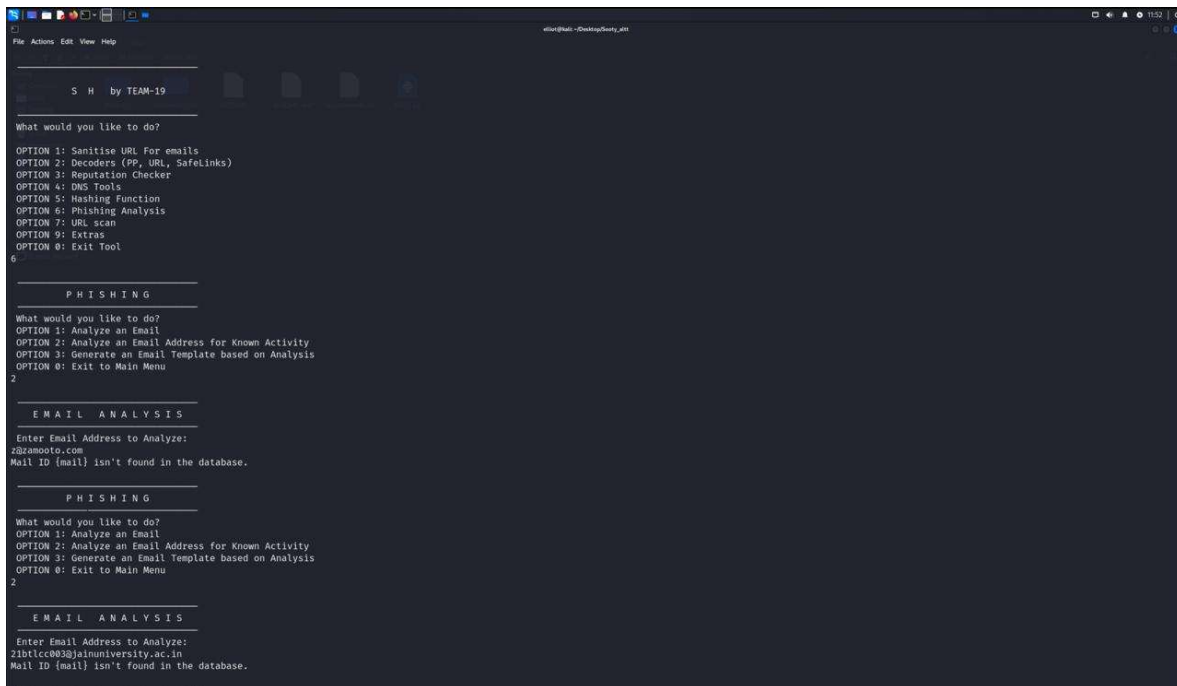 11:52
elliot@kali: ~/Desktop/Sooty_sltt
File Actions Edit View Help
S H by TEAM-19
What would you like to do?
OPTION 1: Sanitise URL For emails
OPTION 2: Decoders (PP, URL, SafeLinks)
OPTION 3: Reputation Checker
OPTION 4: DNS Tools
OPTION 5: Hashing Function
OPTION 6: Phishing Analysis
OPTION 7: URL scan
OPTION 9: Extras
OPTION 0: Exit Tool
6
P H I S H I N G
What would you like to do?
OPTION 1: Analyze an Email
OPTION 2: Analyze an Email Address for Known Activity
OPTION 3: Generate an Email Template based on Analysis
OPTION 0: Exit to Main Menu
2
E M A I L A N A L Y S I S
Enter Email Address to Analyze:
z@zamooto.com
Mail ID {mail} isn't found in the database.
P H I S H I N G
What would you like to do?
OPTION 1: Analyze an Email
OPTION 2: Analyze an Email Address for Known Activity
OPTION 3: Generate an Email Template based on Analysis
OPTION 0: Exit to Main Menu
2
E M A I L A N A L Y S I S
Enter Email Address to Analyze:
21btlcc003@jainuniversity.ac.in
Mail ID {mail} isn't found in the database.